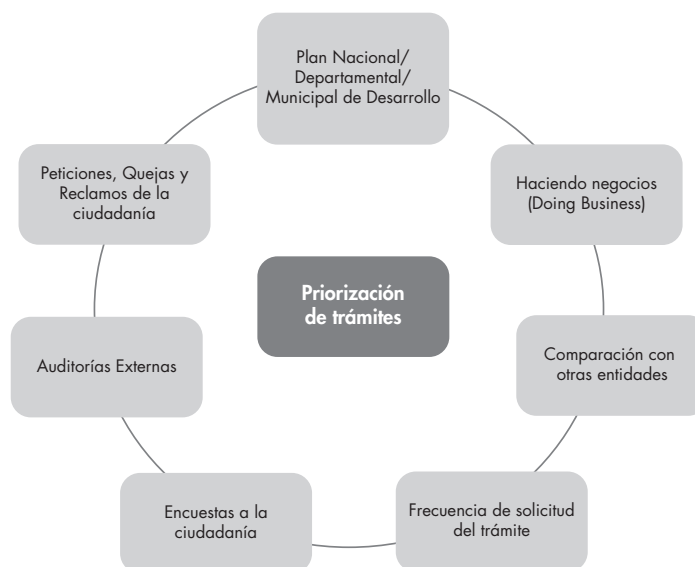 Plan Nacional/
Departamental/
Municipal de Desarrollo
Peticiones, Quejas y
Reclamos de la
ciudadanía
Haciendo negocios
(Doing Business)
Priorización
de trámites
Auditorías Externas
Comparación con
otras entidades
Encuestas a la
ciudadanía
Frecuencia de solicitud
del trámite